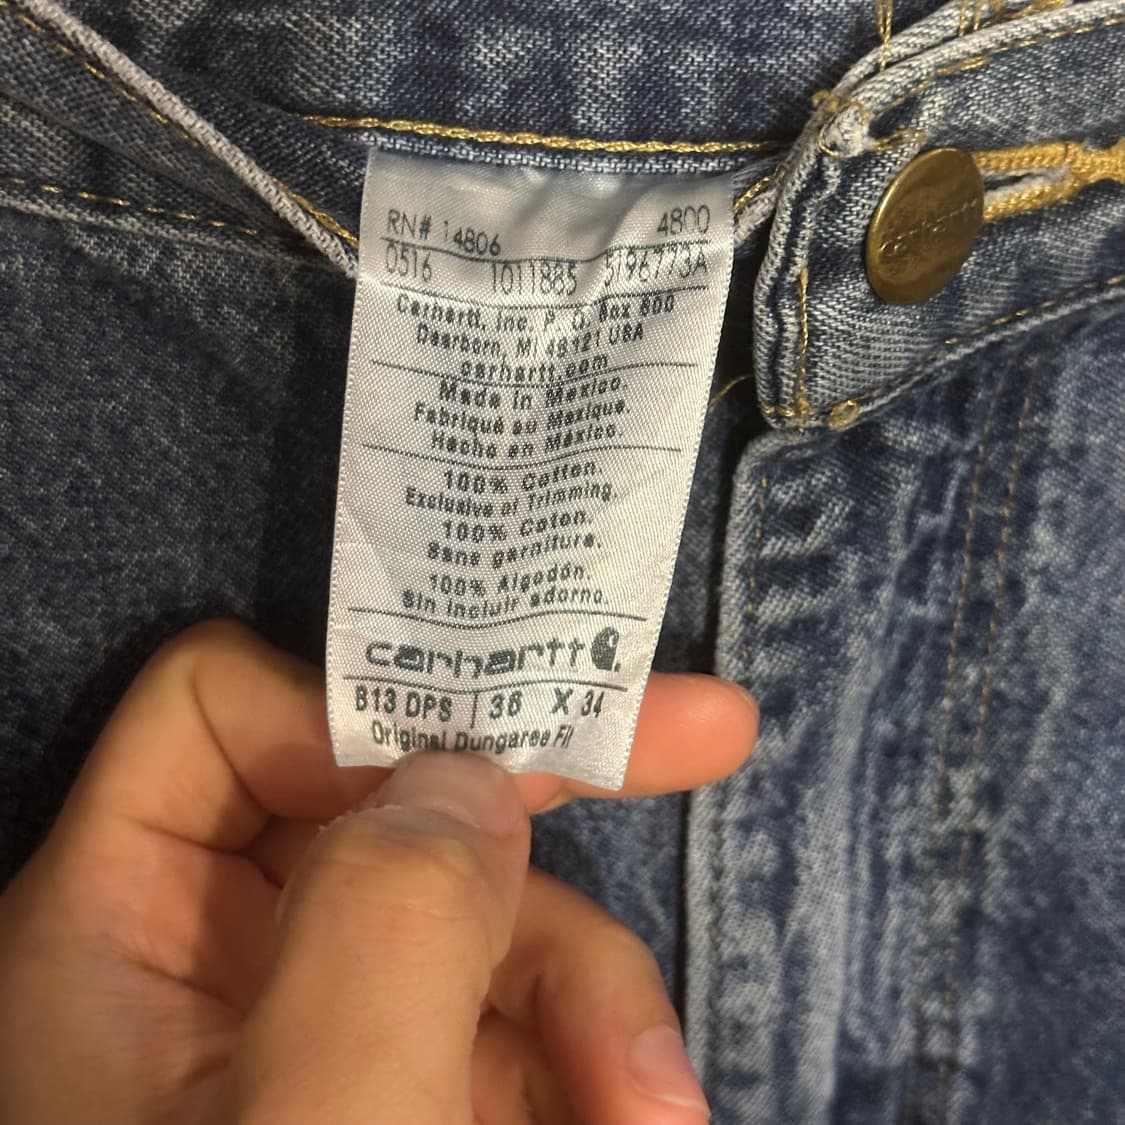 RN# 14806 4800
0516 1011885 5196773A
Carhartt, Inc. P. O. Box 600
Dearborn, MI 48121 USA
carhartt.com
Made in Mexico.
Fabriqué au Mexique.
Hecho en México.
100% Cotton.
Exclusive of Trimming.
100% Coton.
Sans garniture.
100% Algodón.
Sin incluir adorno.
carhartt
B13 DPS 36 X 34
Original Dungaree Fit
carhartt